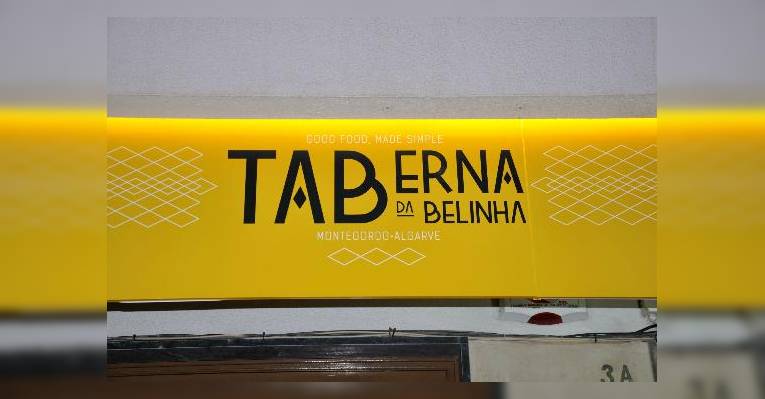 GOOD FOOD, MADE SIMPLE
TABERNA
DA BELINHA
MONTEGORDO-ALGARVE
3A